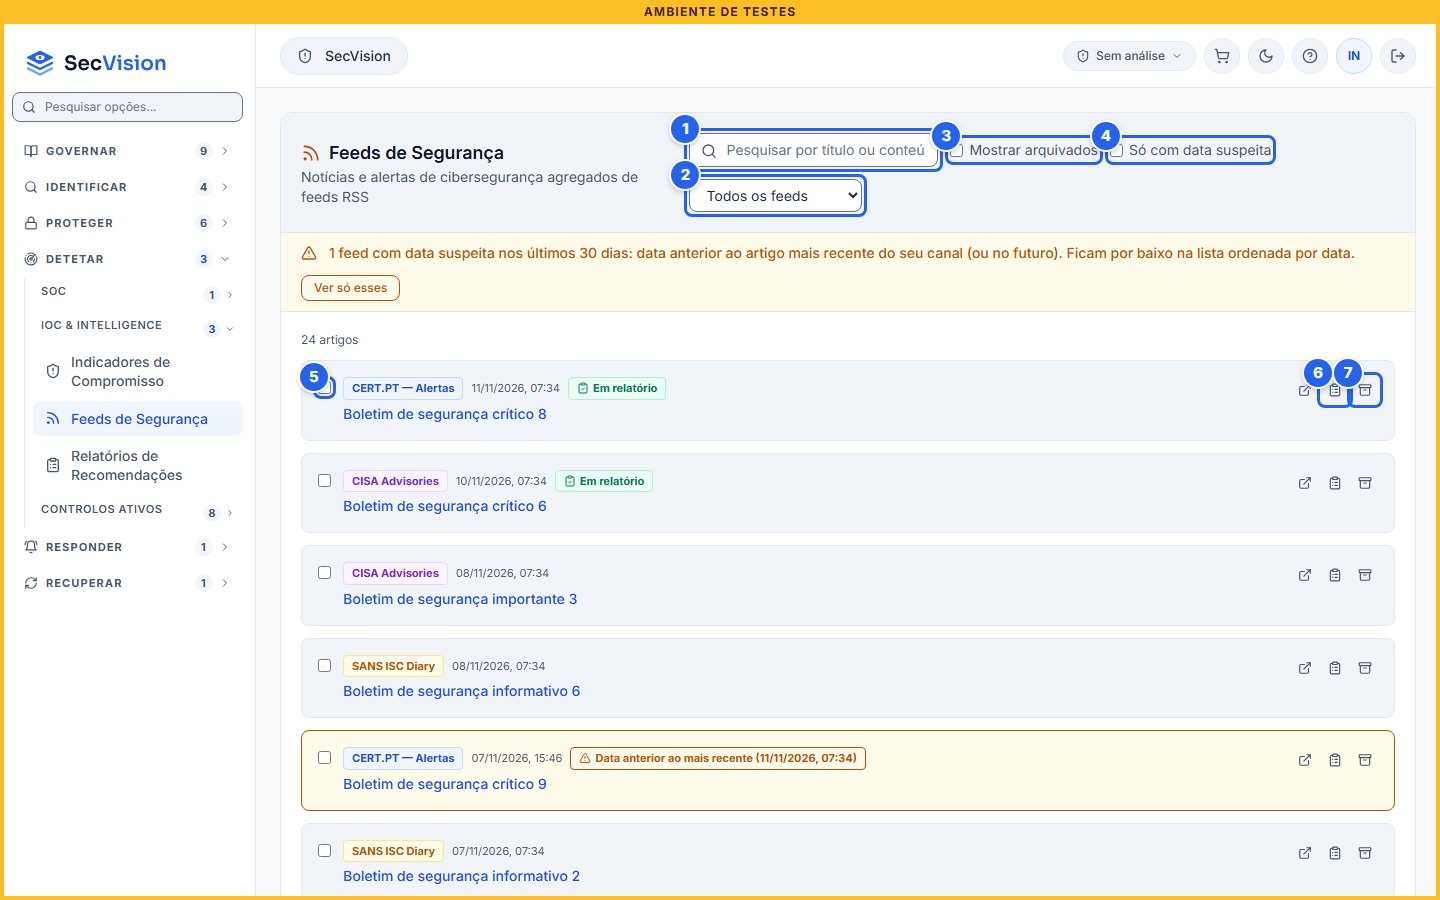 AMBIENTE DE TESTES
SecVision
Pesquisar opções...
GOVERNAR 9
IDENTIFICAR 4
PROTEGER 6
DETETAR 3
SOC 1
IOC & INTELLIGENCE 3
Indicadores de
Compromisso
Feeds de Segurança
Relatórios de
Recomendações
CONTROLOS ATIVOS 8
RESPONDER 1
RECUPERAR 1
SecVision
Sem análise
IN
Feeds de Segurança
Notícias e alertas de cibersegurança agregados de
feeds RSS
1
Pesquisar por título ou conteú
3
Mostrar arquivados
4
Só com data suspeita
2
Todos os feeds
1 feed com data suspeita nos últimos 30 dias: data anterior ao artigo mais recente do seu canal (ou no futuro). Ficam por baixo na lista ordenada por data.
Ver só esses
24 artigos
5
6 7
CERT.PT — Alertas 11/11/2026, 07:34 Em relatório
Boletim de segurança crítico 8
CISA Advisories 10/11/2026, 07:34 Em relatório
Boletim de segurança crítico 6
CISA Advisories 08/11/2026, 07:34
Boletim de segurança importante 3
SANS ISC Diary 08/11/2026, 07:34
Boletim de segurança informativo 6
CERT.PT — Alertas 07/11/2026, 15:46 Data anterior ao mais recente (11/11/2026, 07:34)
Boletim de segurança crítico 9
SANS ISC Diary 07/11/2026, 07:34
Boletim de segurança informativo 2